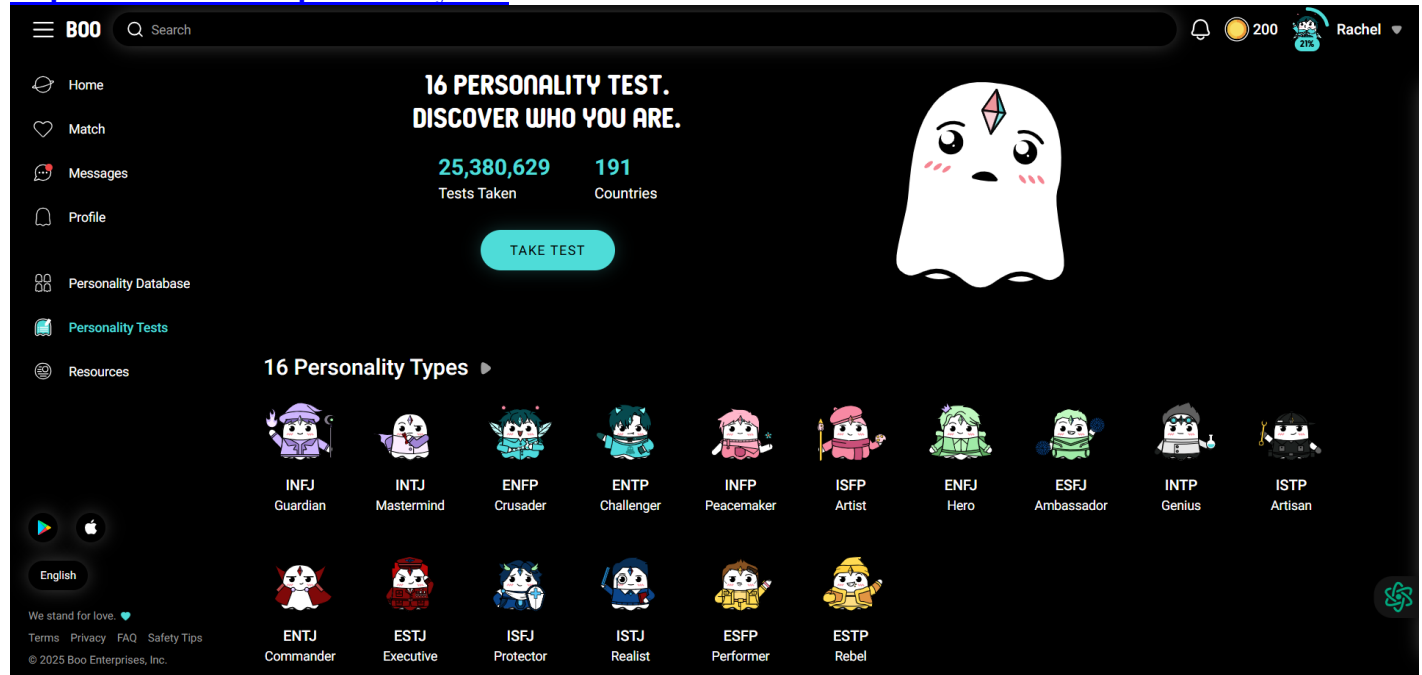 BOO
Search
200
21%
Rachel
Home
Match
Messages
Profile
Personality Database
Personality Tests
Resources
16 PERSONALITY TEST.
DISCOVER WHO YOU ARE.
25,380,629 191
Tests Taken Countries
TAKE TEST
16 Personality Types
INFJ INTJ ENFP ENTP INFP ISFP ENFJ ESFJ INTP ISTP
Guardian Mastermind Crusader Challenger Peacemaker Artist Hero Ambassador Genius Artisan
ENTJ ESTJ ISFJ ISTJ ESFP ESTP
Commander Executive Protector Realist Performer Rebel
English
We stand for love.
Terms Privacy FAQ Safety Tips
© 2025 Boo Enterprises, Inc.